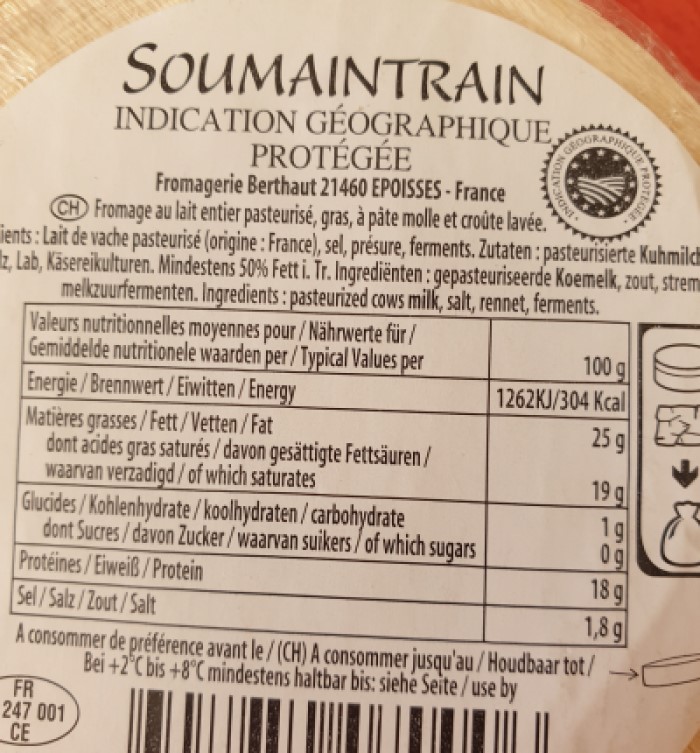 SOUMAINTRAIN
INDICATION GÉOGRAPHIQUE
PROTÉGÉE
INDICATION GÉOGRAPHIQUE PROTÉGÉE
Fromagerie Berthaut 21460 EPOISSES - France
CH Fromage au lait entier pasteurisé, gras, à pâte molle et croûte lavée.
ients : Lait de vache pasteurisé (origine : France), sel, présure, ferments. Zutaten : pasteurisierte Kuhmilch
lz, Lab, Käsereikulturen. Mindestens 50% Fett i. Tr. Ingrediënten : gepasteuriseerde Koemelk, zout, strem
melkzuurfermenten. Ingredients : pasteurized cows milk, salt, rennet, ferments.
Valeurs nutritionnelles moyennes pour / Nährwerte für /
Gemiddelde nutritionele waarden per / Typical Values per 100 g
Energie / Brennwert / Eiwitten / Energy 1262KJ/304 Kcal
Matières grasses / Fett / Vetten / Fat 25 g
dont acides gras saturés / davon gesättigte Fettsäuren /
waarvan verzadigd / of which saturates 19 g
Glucides / Kohlenhydrate / koolhydraten / carbohydrate 1 g
dont Sucres / davon Zucker / waarvan suikers / of which sugars 0 g
Protéines / Eiweiß / Protein 18 g
Sel / Salz / Zout / Salt 1,8 g
A consommer de préférence avant le / (CH) A consommer jusqu'au / Houdbaar tot /
Bei +2°C bis +8°C mindestens haltbar bis: siehe Seite / use by
FR
247 001
CE